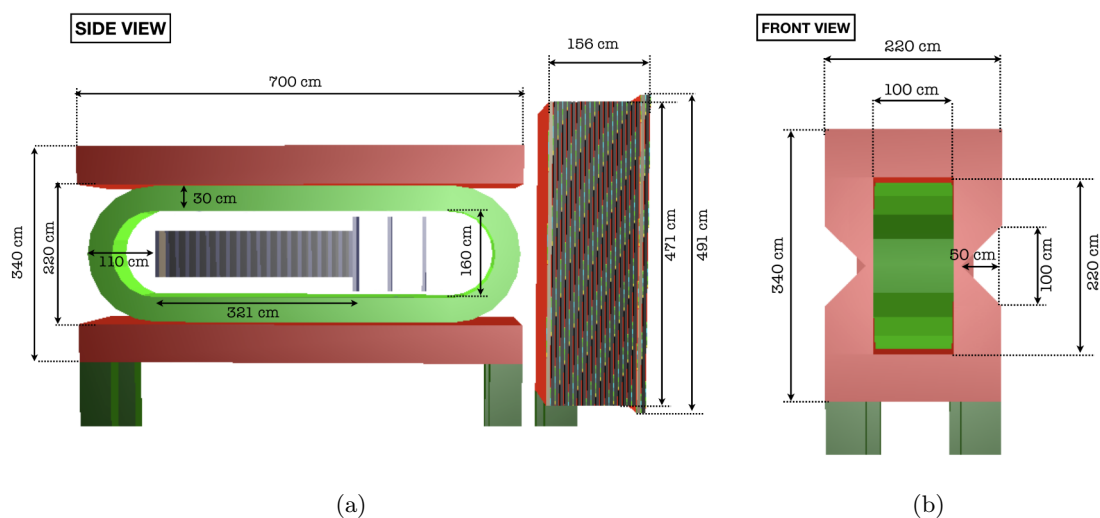 SIDE VIEW
FRONT VIEW
156 cm
220 cm
700 cm
100 cm
30 cm
340 cm
220 cm
110 cm
160 cm
321 cm
471 cm
491 cm
340 cm
50 cm
100 cm
220 cm
(a)
(b)